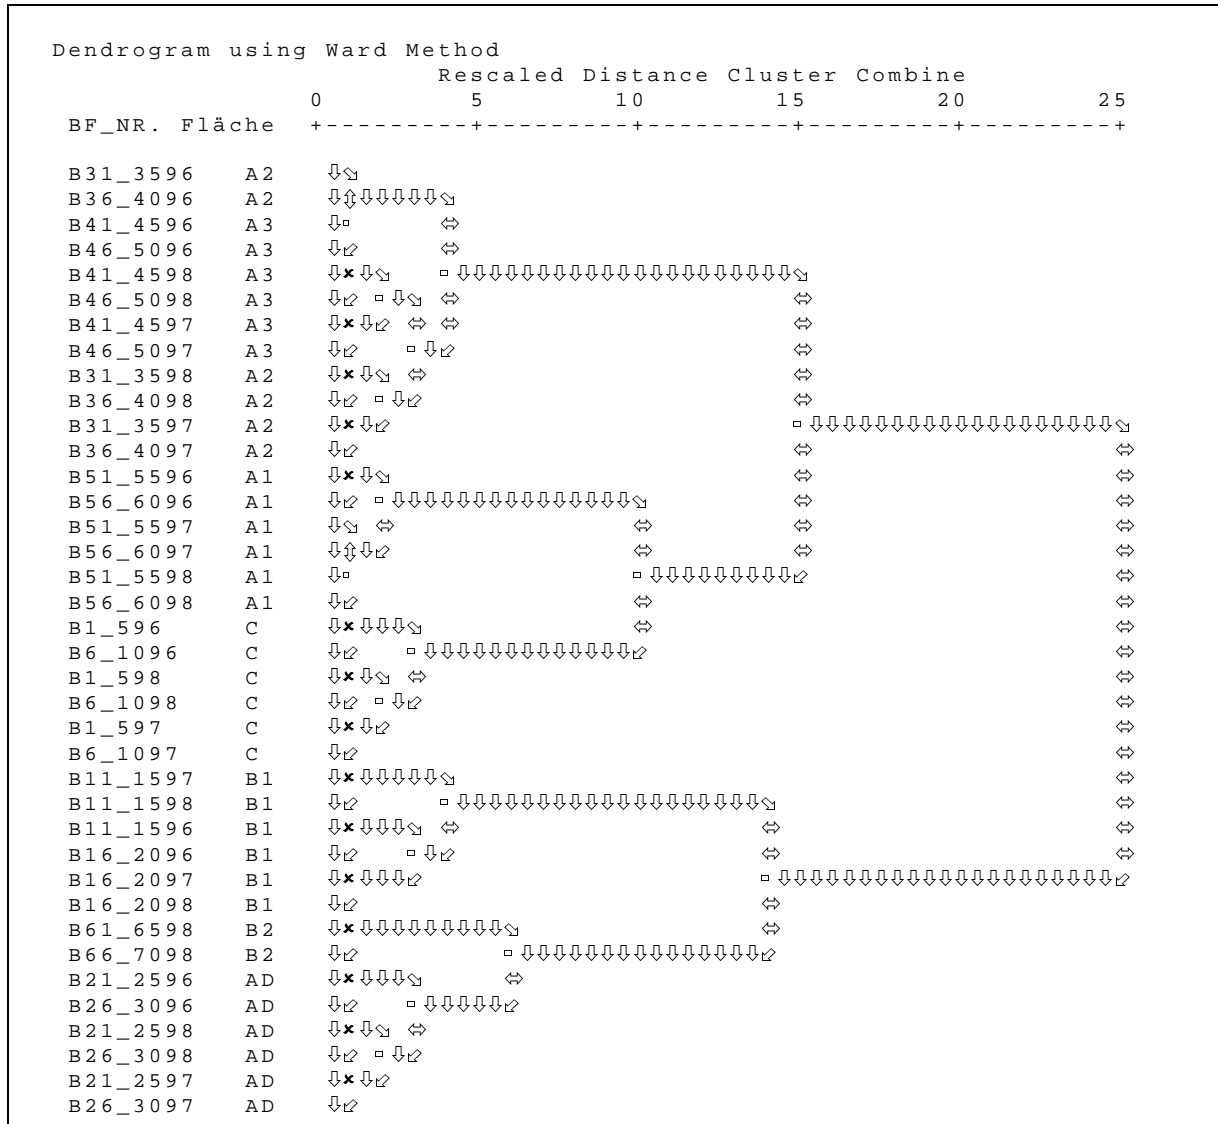 Dendrogram using Ward Method
Rescaled Distance Cluster Combine
0 5 10 15 20 25
BF_NR. Fläche +---------+---------+---------+---------+---------+
B31_3596 A2 ⇩⇘
B36_4096 A2 ⇩⇕⇩⇩⇩⇩⇩⇘
B41_4596 A3 ⇩▫ ⇔
B46_5096 A3 ⇩⇙ ⇔
B41_4598 A3 ⇩×⇩⇘ ▫⇩⇩⇩⇩⇩⇩⇩⇩⇩⇩⇩⇩⇩⇩⇩⇩⇩⇩⇩⇩⇩⇘
B46_5098 A3 ⇩⇙ ▫⇩⇘ ⇔ ⇔
B41_4597 A3 ⇩×⇩⇙ ⇔ ⇔ ⇔
B46_5097 A3 ⇩⇙ ▫⇩⇙ ⇔
B31_3598 A2 ⇩×⇩⇘ ⇔ ⇔
B36_4098 A2 ⇩⇙ ▫⇩⇙ ⇔
B31_3597 A2 ⇩×⇩⇙ ▫⇩⇩⇩⇩⇩⇩⇩⇩⇩⇩⇩⇩⇩⇩⇩⇩⇩⇩⇩⇘
B36_4097 A2 ⇩⇙ ⇔ ⇔
B51_5596 A1 ⇩×⇩⇘ ⇔ ⇔
B56_6096 A1 ⇩⇙ ▫⇩⇩⇩⇩⇩⇩⇩⇩⇩⇩⇩⇩⇩⇩⇩⇘ ⇔ ⇔
B51_5597 A1 ⇩⇘ ⇔ ⇔ ⇔ ⇔
B56_6097 A1 ⇩⇕⇩⇙ ⇔ ⇔ ⇔
B51_5598 A1 ⇩▫ ▫⇩⇩⇩⇩⇩⇩⇩⇩⇩⇙ ⇔
B56_6098 A1 ⇩⇙ ⇔ ⇔
B1_596 C ⇩×⇩⇩⇩⇘ ⇔ ⇔
B6_1096 C ⇩⇙ ▫⇩⇩⇩⇩⇩⇩⇩⇩⇩⇩⇩⇩⇩⇙ ⇔
B1_598 C ⇩×⇩⇘ ⇔ ⇔
B6_1098 C ⇩⇙ ▫⇩⇙ ⇔
B1_597 C ⇩×⇩⇙ ⇔
B6_1097 C ⇩⇙ ⇔
B11_1597 B1 ⇩×⇩⇩⇩⇩⇩⇘ ⇔
B11_1598 B1 ⇩⇙ ▫⇩⇩⇩⇩⇩⇩⇩⇩⇩⇩⇩⇩⇩⇩⇩⇩⇩⇩⇩⇘ ⇔
B11_1596 B1 ⇩×⇩⇩⇩⇘ ⇔ ⇔ ⇔
B16_2096 B1 ⇩⇙ ▫⇩⇙ ⇔ ⇔
B16_2097 B1 ⇩×⇩⇩⇩⇙ ▫⇩⇩⇩⇩⇩⇩⇩⇩⇩⇩⇩⇩⇩⇩⇩⇩⇩⇩⇩⇩⇩⇙
B16_2098 B1 ⇩⇙ ⇔
B61_6598 B2 ⇩×⇩⇩⇩⇩⇩⇩⇩⇩⇩⇘ ⇔
B66_7098 B2 ⇩⇙ ▫⇩⇩⇩⇩⇩⇩⇩⇩⇩⇩⇩⇩⇩⇩⇩⇙
B21_2596 AD ⇩×⇩⇩⇩⇘ ⇔
B26_3096 AD ⇩⇙ ▫⇩⇩⇩⇩⇩⇙
B21_2598 AD ⇩×⇩⇘ ⇔
B26_3098 AD ⇩⇙ ▫⇩⇙
B21_2597 AD ⇩×⇩⇙
B26_3097 AD ⇩⇙